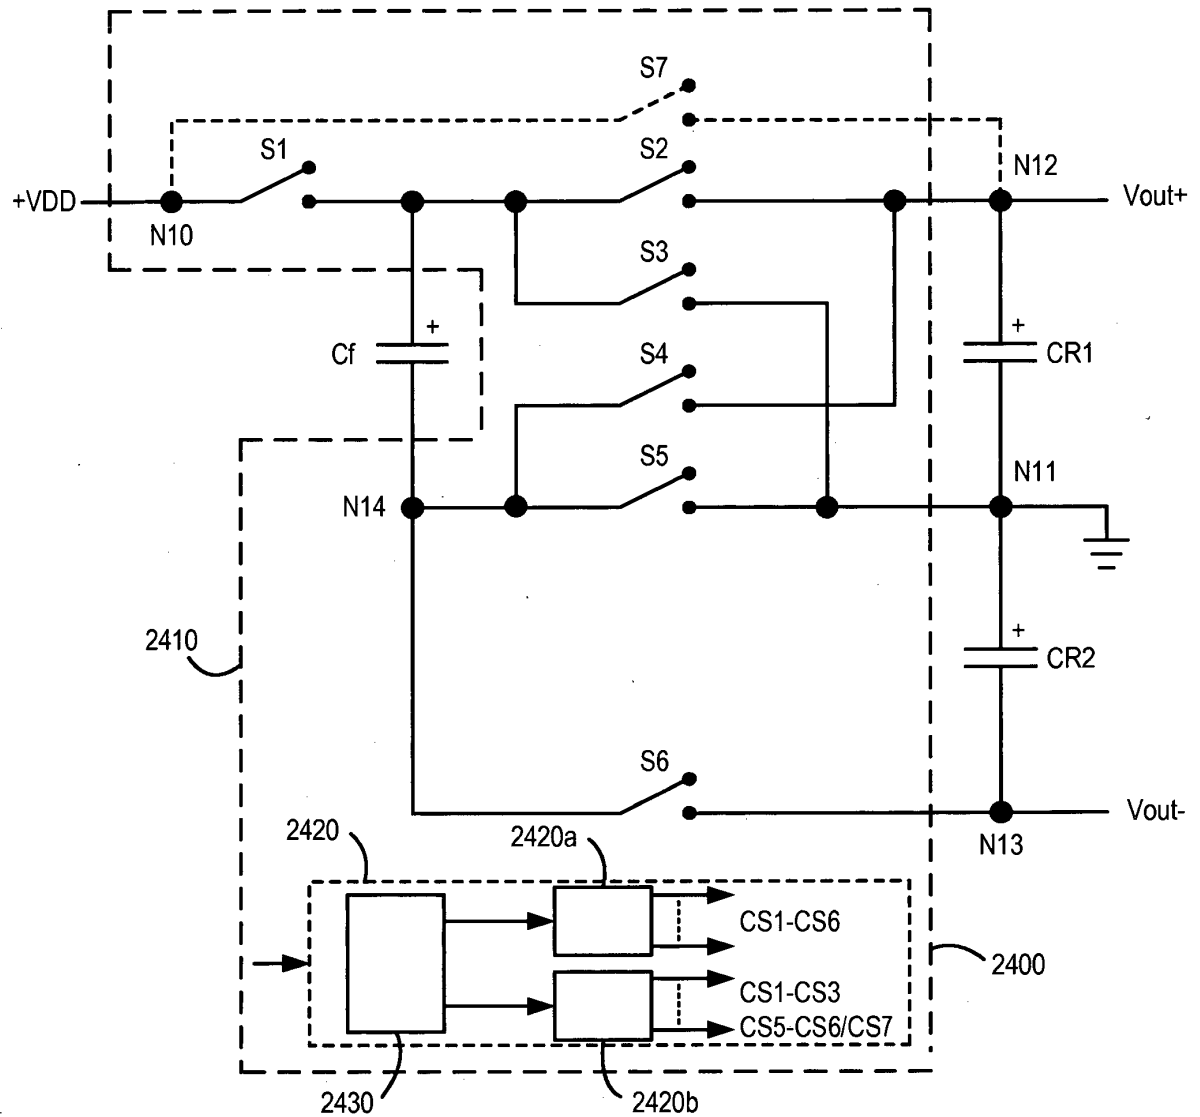 S7
S1
S2
N12
+VDD
Vout+
N10
S3
+
Cf
+
CR1
S4
S5
N11
N14
2410
+
CR2
S6
Vout-
N13
2420
2420a
CS1-CS6
2400
CS1-CS3
CS5-CS6/CS7
2430
2420b